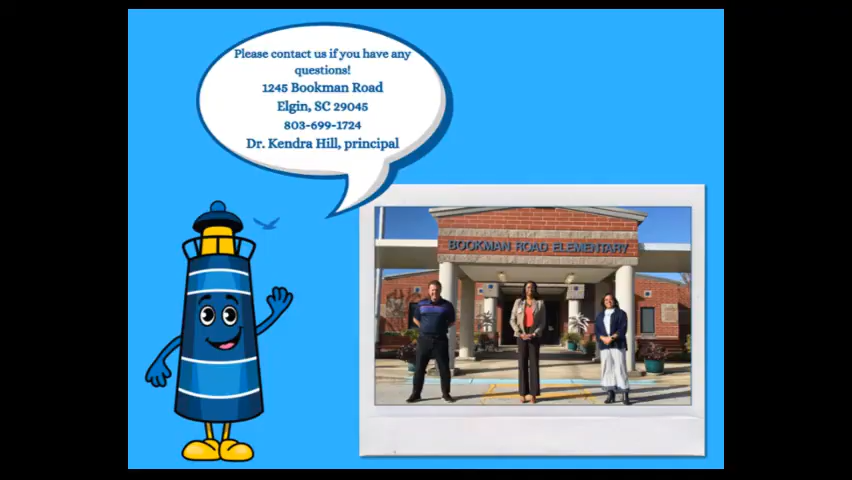 Please contact us if you have any
questions!
1245 Bookman Road
Elgin, SC 29045
803-699-1724
Dr. Kendra Hill, principal
BOOKMAN ROAD ELEMENTARY